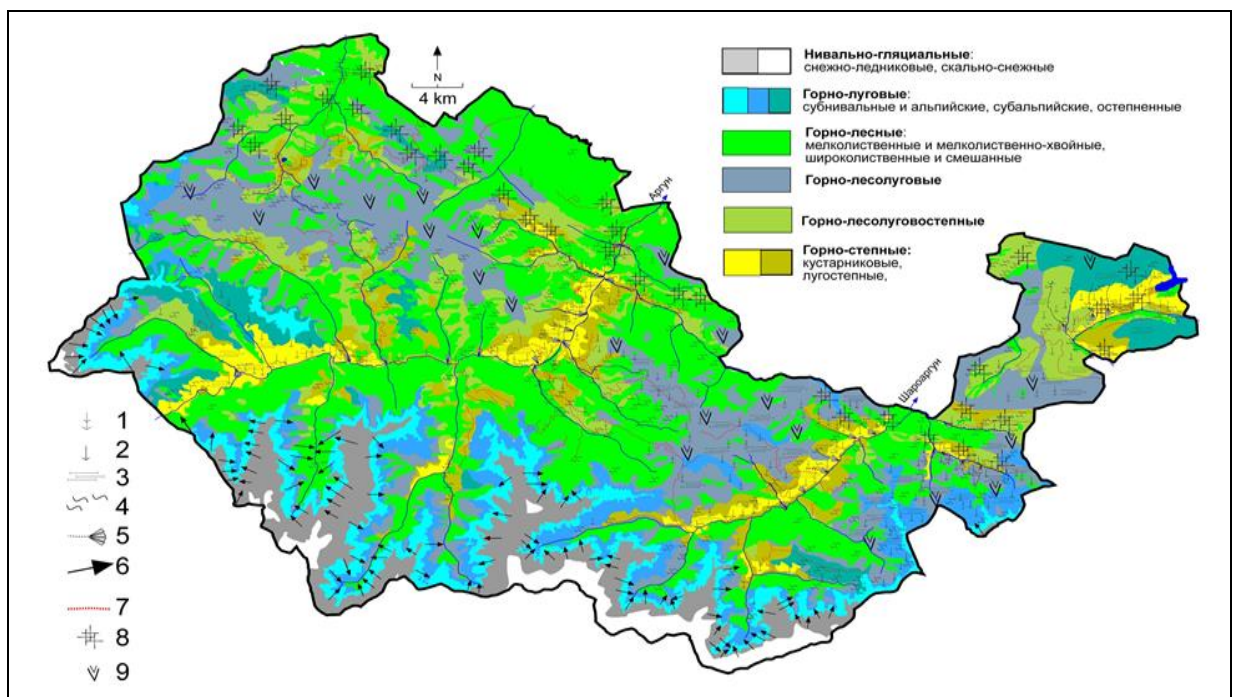 N
4 km
Аргун
Шароаргун
Нивально-гляциальные:
снежно-ледниковые, скально-снежные
Горно-луговые:
субнивальные и альпийские, субальпийские, остепненные
Горно-лесные:
мелколиственные и мелколиственно-хвойные,
широколиственные и смешанные
Горно-лесолуговые
Горно-лесолуговостепные
Горно-степные:
кустарниковые,
лугостепные,
1
2
3
4
5
6
7
8
9